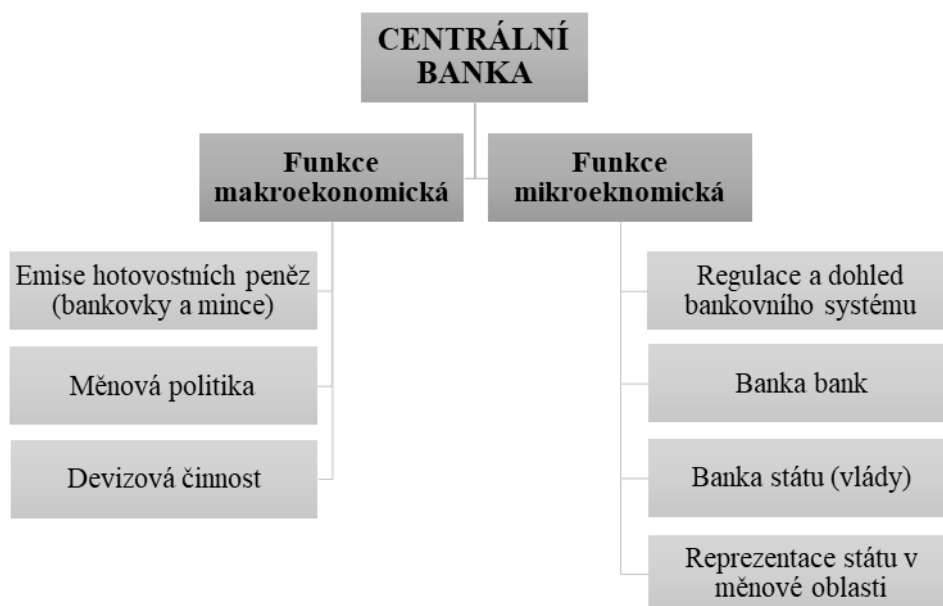 CENTRÁLNÍ
BANKA
Funkce
makroekonomická
Funkce
mikroeknomická
Emise hotovostních peněz
(bankovky a mince)
Měnová politika
Devizová činnost
Regulace a dohled
bankovního systému
Banka bank
Banka státu (vlády)
Reprezentace státu v
měnové oblasti